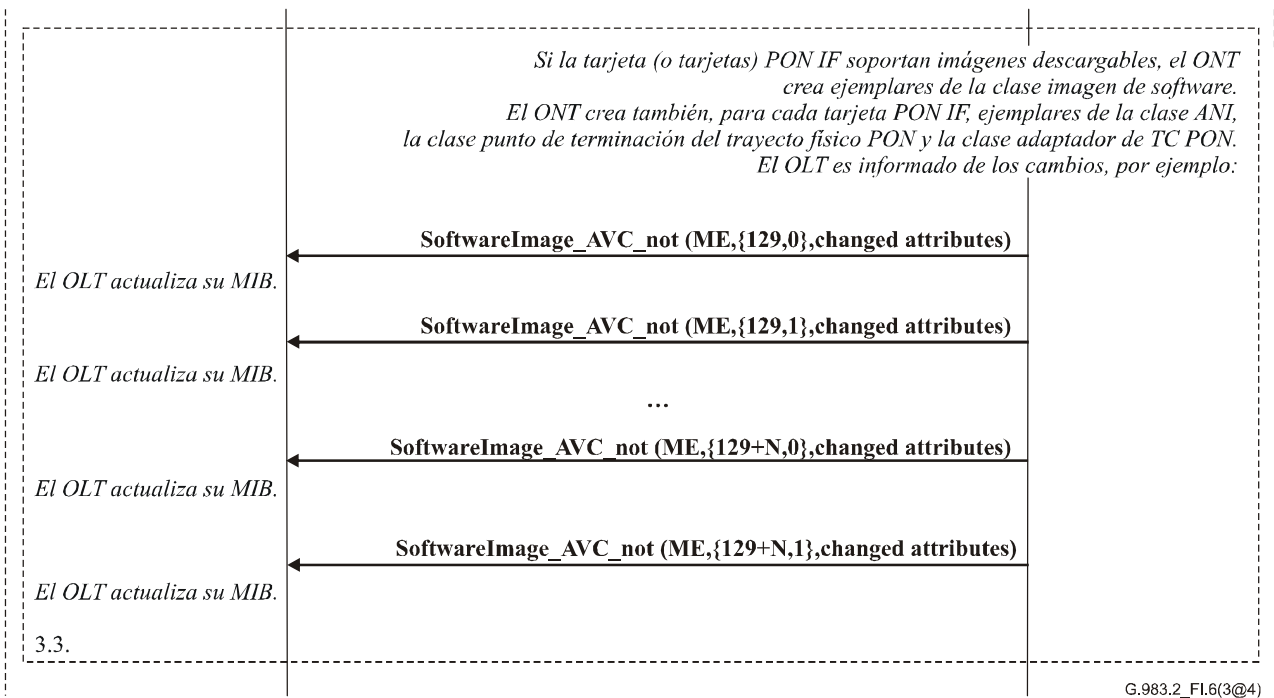 Si la tarjeta (o tarjetas) PON IF soportan imágenes descargables, el ONT
crea ejemplares de la clase imagen de software.
El ONT crea también, para cada tarjeta PON IF, ejemplares de la clase ANI,
la clase punto de terminación del trayecto físico PON y la clase adaptador de TC PON.
El OLT es informado de los cambios, por ejemplo:
SoftwareImage_AVC_not (ME,{129,0},changed attributes)
El OLT actualiza su MIB.
SoftwareImage_AVC_not (ME,{129,1},changed attributes)
El OLT actualiza su MIB.
...
SoftwareImage_AVC_not (ME,{129+N,0},changed attributes)
El OLT actualiza su MIB.
SoftwareImage_AVC_not (ME,{129+N,1},changed attributes)
El OLT actualiza su MIB.
3.3.
G.983.2_FI.6(3@4)